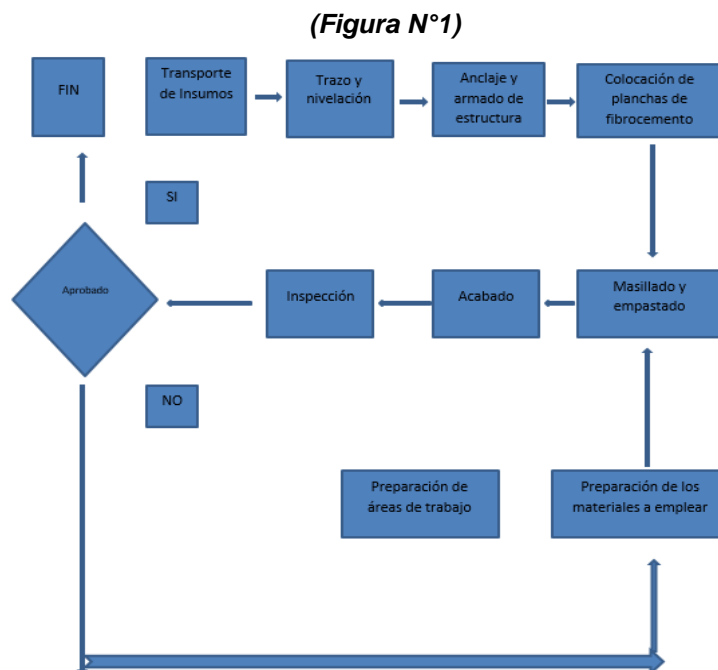 (Figura N°1)
FIN
Transporte
de Insumos
Trazo y
nivelación
Anclaje y
armado de
estructura
Colocación de
planchas de
fibrocemento
SI
Aprobado
Inspección
Acabado
Masillado y
empastado
NO
Preparación de
áreas de trabajo
Preparación de los
materiales a emplear